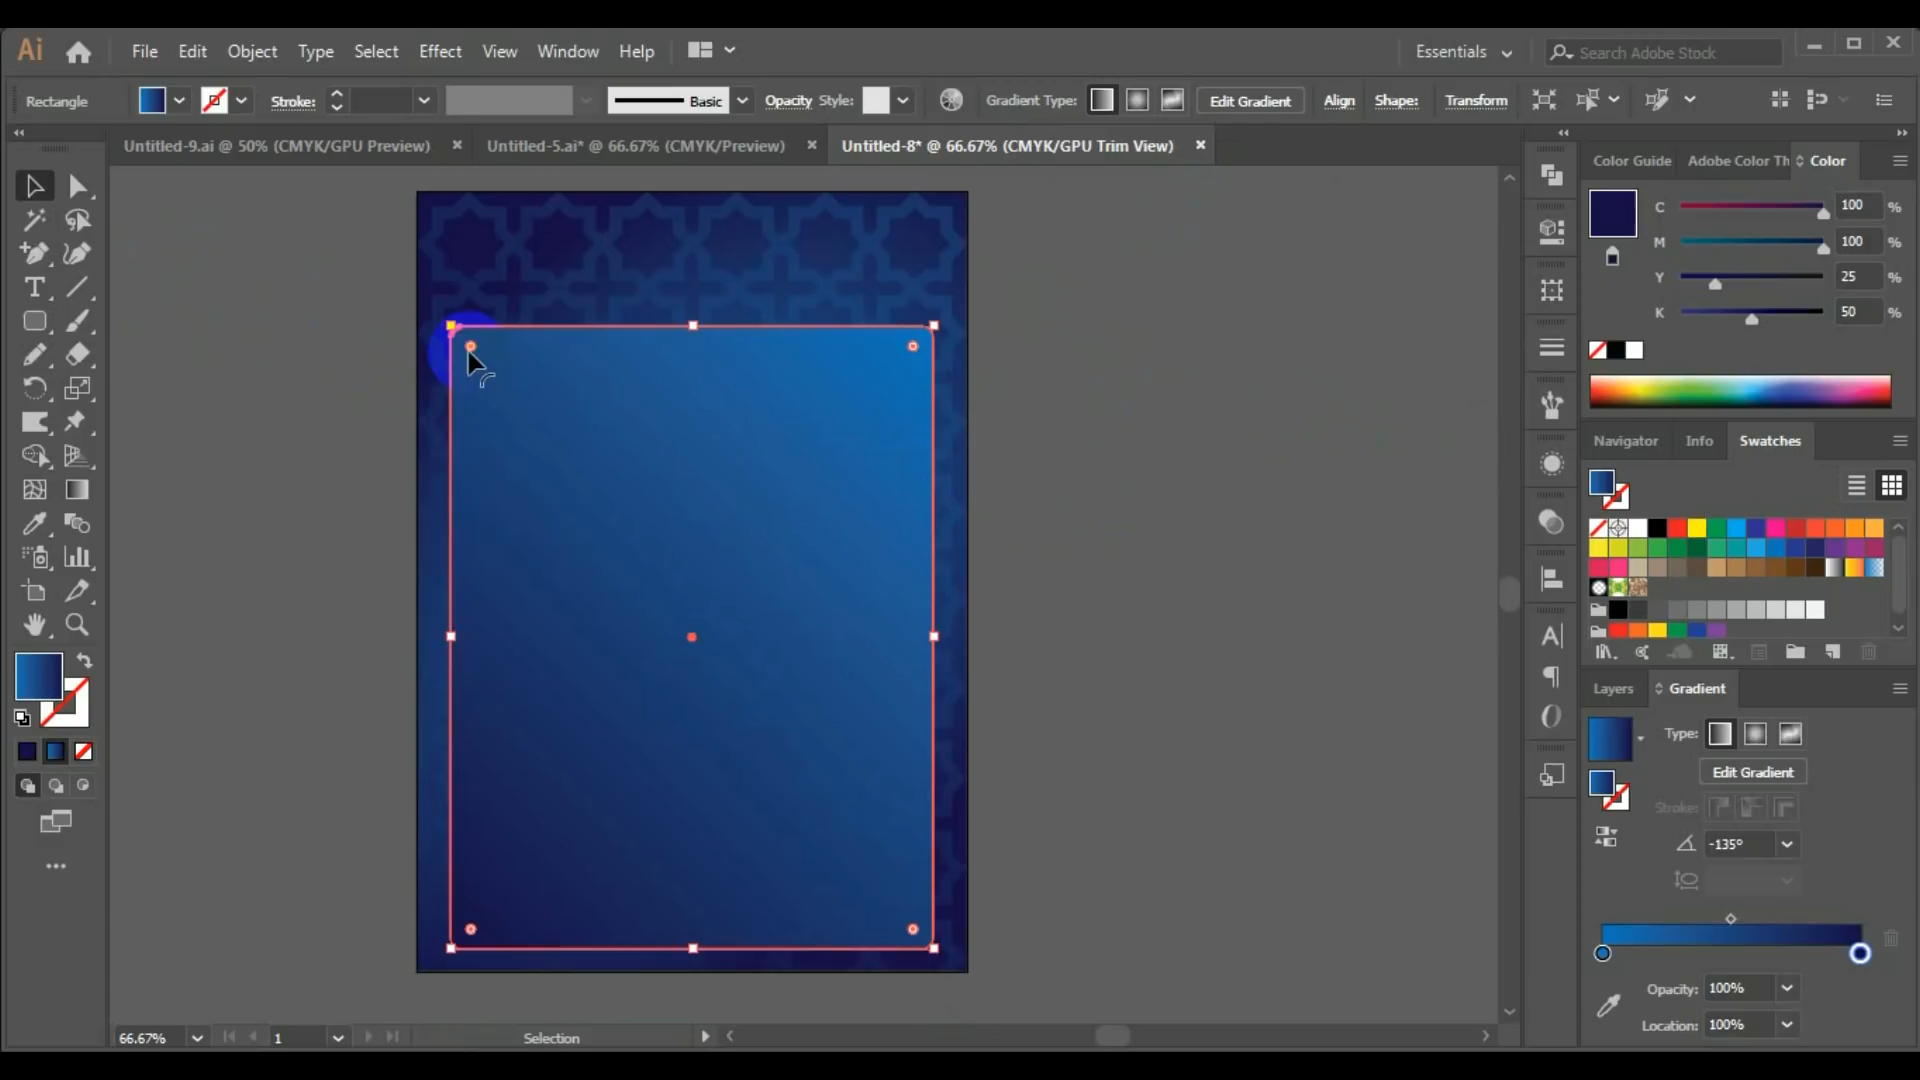 Ai File Edit Object Type Select Effect View Window Help Essentials Search Adobe Stock
Rectangle Stroke: Basic Opacity Style: Gradient Type: Edit Gradient Align Shape: Transform
Untitled-9.ai @ 50% (CMYK/GPU Preview) Untitled-5.ai* @ 66.67% (CMYK/Preview) Untitled-8* @ 66.67% (CMYK/GPU Trim View)
Color Guide Adobe Color Th Color
C 100 %
M 100 %
Y 25 %
K 50 %
Navigator Info Swatches
Layers Gradient
Type:
Edit Gradient
Stroke:
-135°
Opacity: 100%
Location: 100%
66.67% 1 Selection